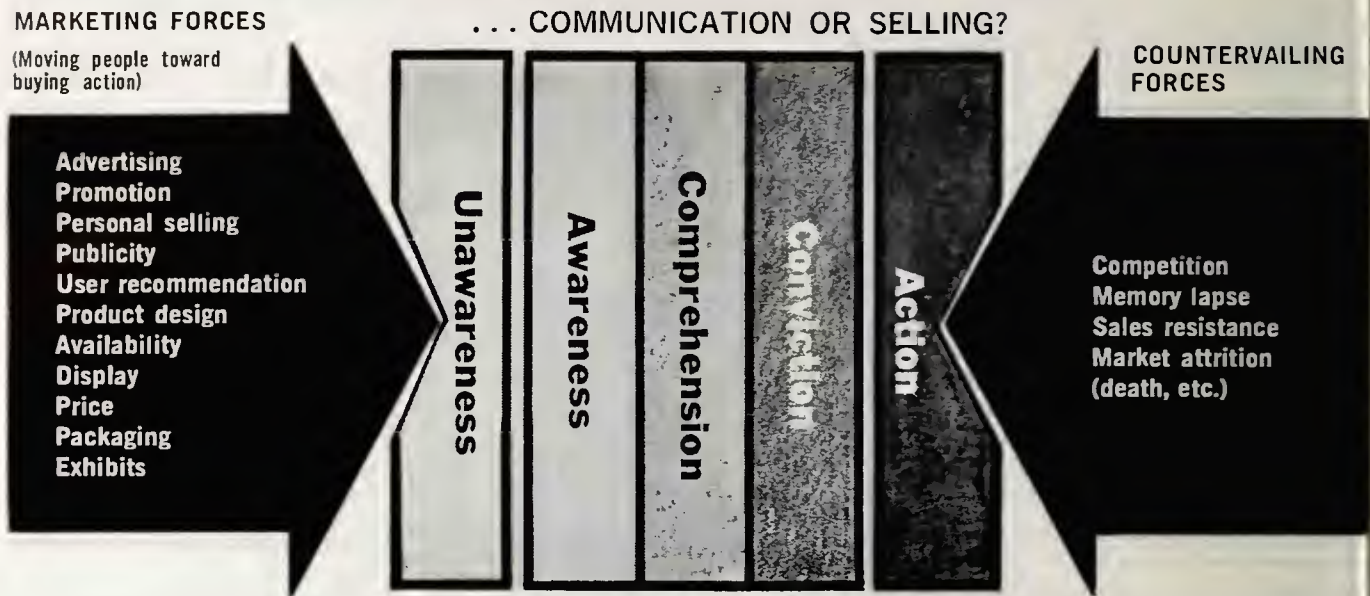 MARKETING FORCES
(Moving people toward
buying action)
Advertising
Promotion
Personal selling
Publicity
User recommendation
Product design
Availability
Display
Price
Packaging
Exhibits
... COMMUNICATION OR SELLING?
Unawareness
Awareness
Comprehension
Conviction
Action
COUNTERVAILING
FORCES
Competition
Memory lapse
Sales resistance
Market attrition
(death, etc.)